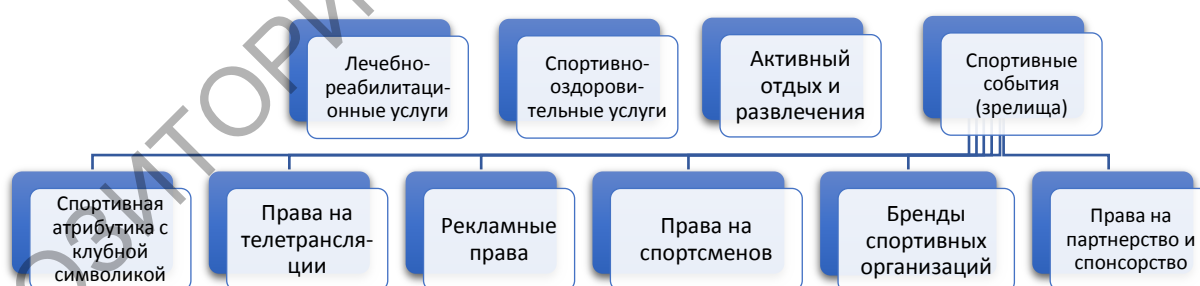 Лечебно-
реабилитаци-
онные услуги
Спортивно-
оздорови-
тельные услуги
Активный
отдых и
развлечения
Спортивные
события
(зрелища)
Спортивная
атрибутика с
клубной
символикой
Права на
телетрансля-
ции
Рекламные
права
Права на
спортсменов
Бренды
спортивных
организаций
Права на
партнерство и
спонсорство
ОЗИТОРИ